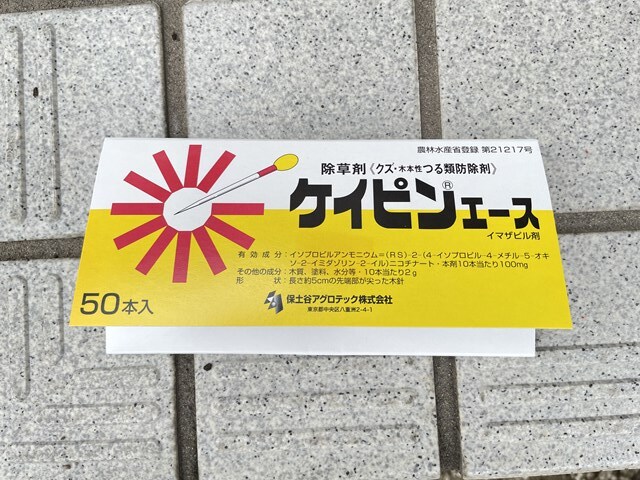 農林水産省登録 第21217号
除草剤《クズ・木本性つる類防除剤》
ケイピン®エース
イマザピル剤
有効成分:イソプロピルアンモニウム=(RS)-2-(4-イソプロピル-4-メチル-5-オキ
ソ-2-イミダゾリン-2-イル)ニコチナート・本剤10本当たり100mg
その他の成分:木質、塗料、水分等・10本当たり2g
形状:長さ約5cmの先端部が尖った木針
50本入
保土谷アグロテック株式会社
東京都中央区八重洲2-4-1